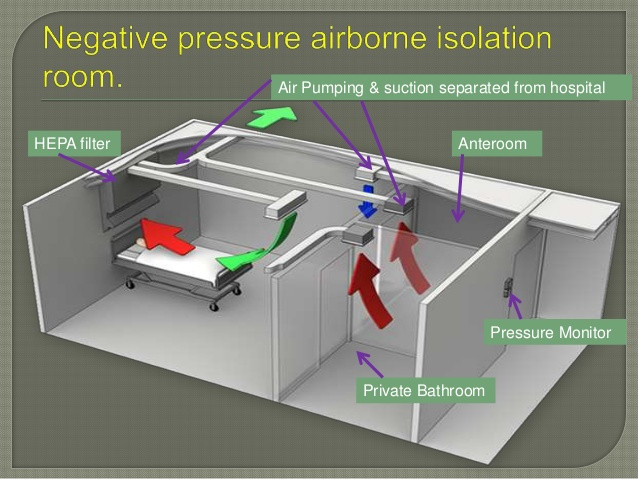 Negative pressure airborne isolation
room.
Air Pumping & suction separated from hospital
HEPA filter
Anteroom
Pressure Monitor
Private Bathroom